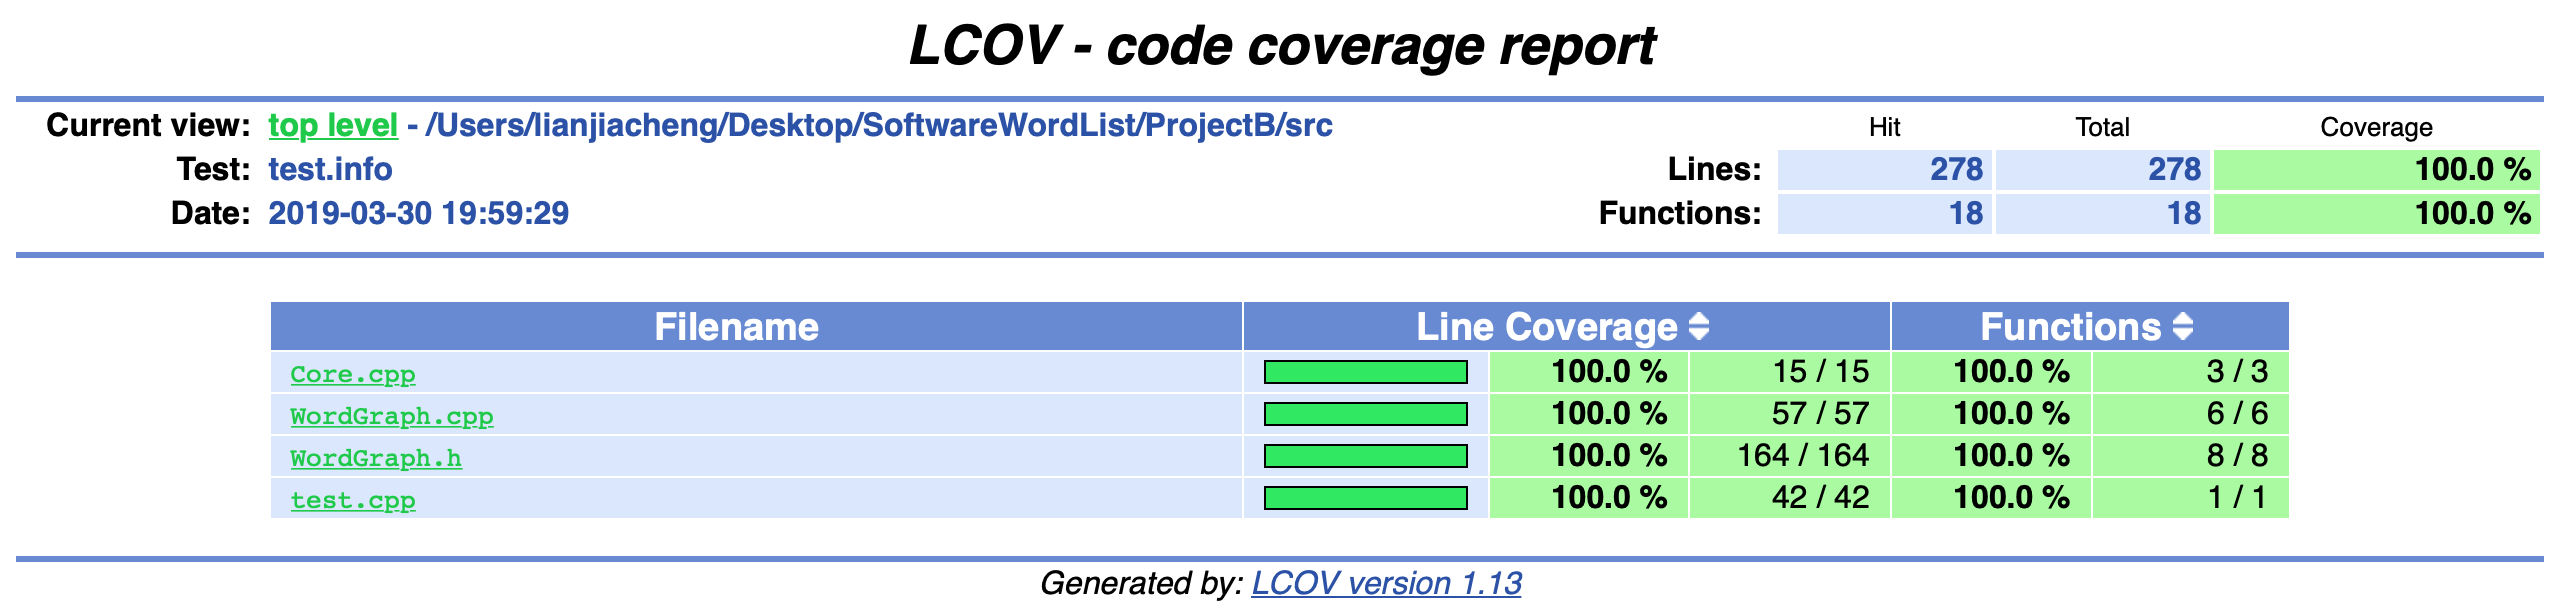 LCOV - code coverage report
Current view: top level - /Users/lianjiacheng/Desktop/SoftwareWordList/ProjectB/src Hit Total Coverage
Test: test.info Lines: 278 278 100.0 %
Date: 2019-03-30 19:59:29 Functions: 18 18 100.0 %
Filename Line Coverage Functions
Core.cpp 100.0 % 15 / 15 100.0 % 3 / 3
WordGraph.cpp 100.0 % 57 / 57 100.0 % 6 / 6
WordGraph.h 100.0 % 164 / 164 100.0 % 8 / 8
test.cpp 100.0 % 42 / 42 100.0 % 1 / 1
Generated by: LCOV version 1.13